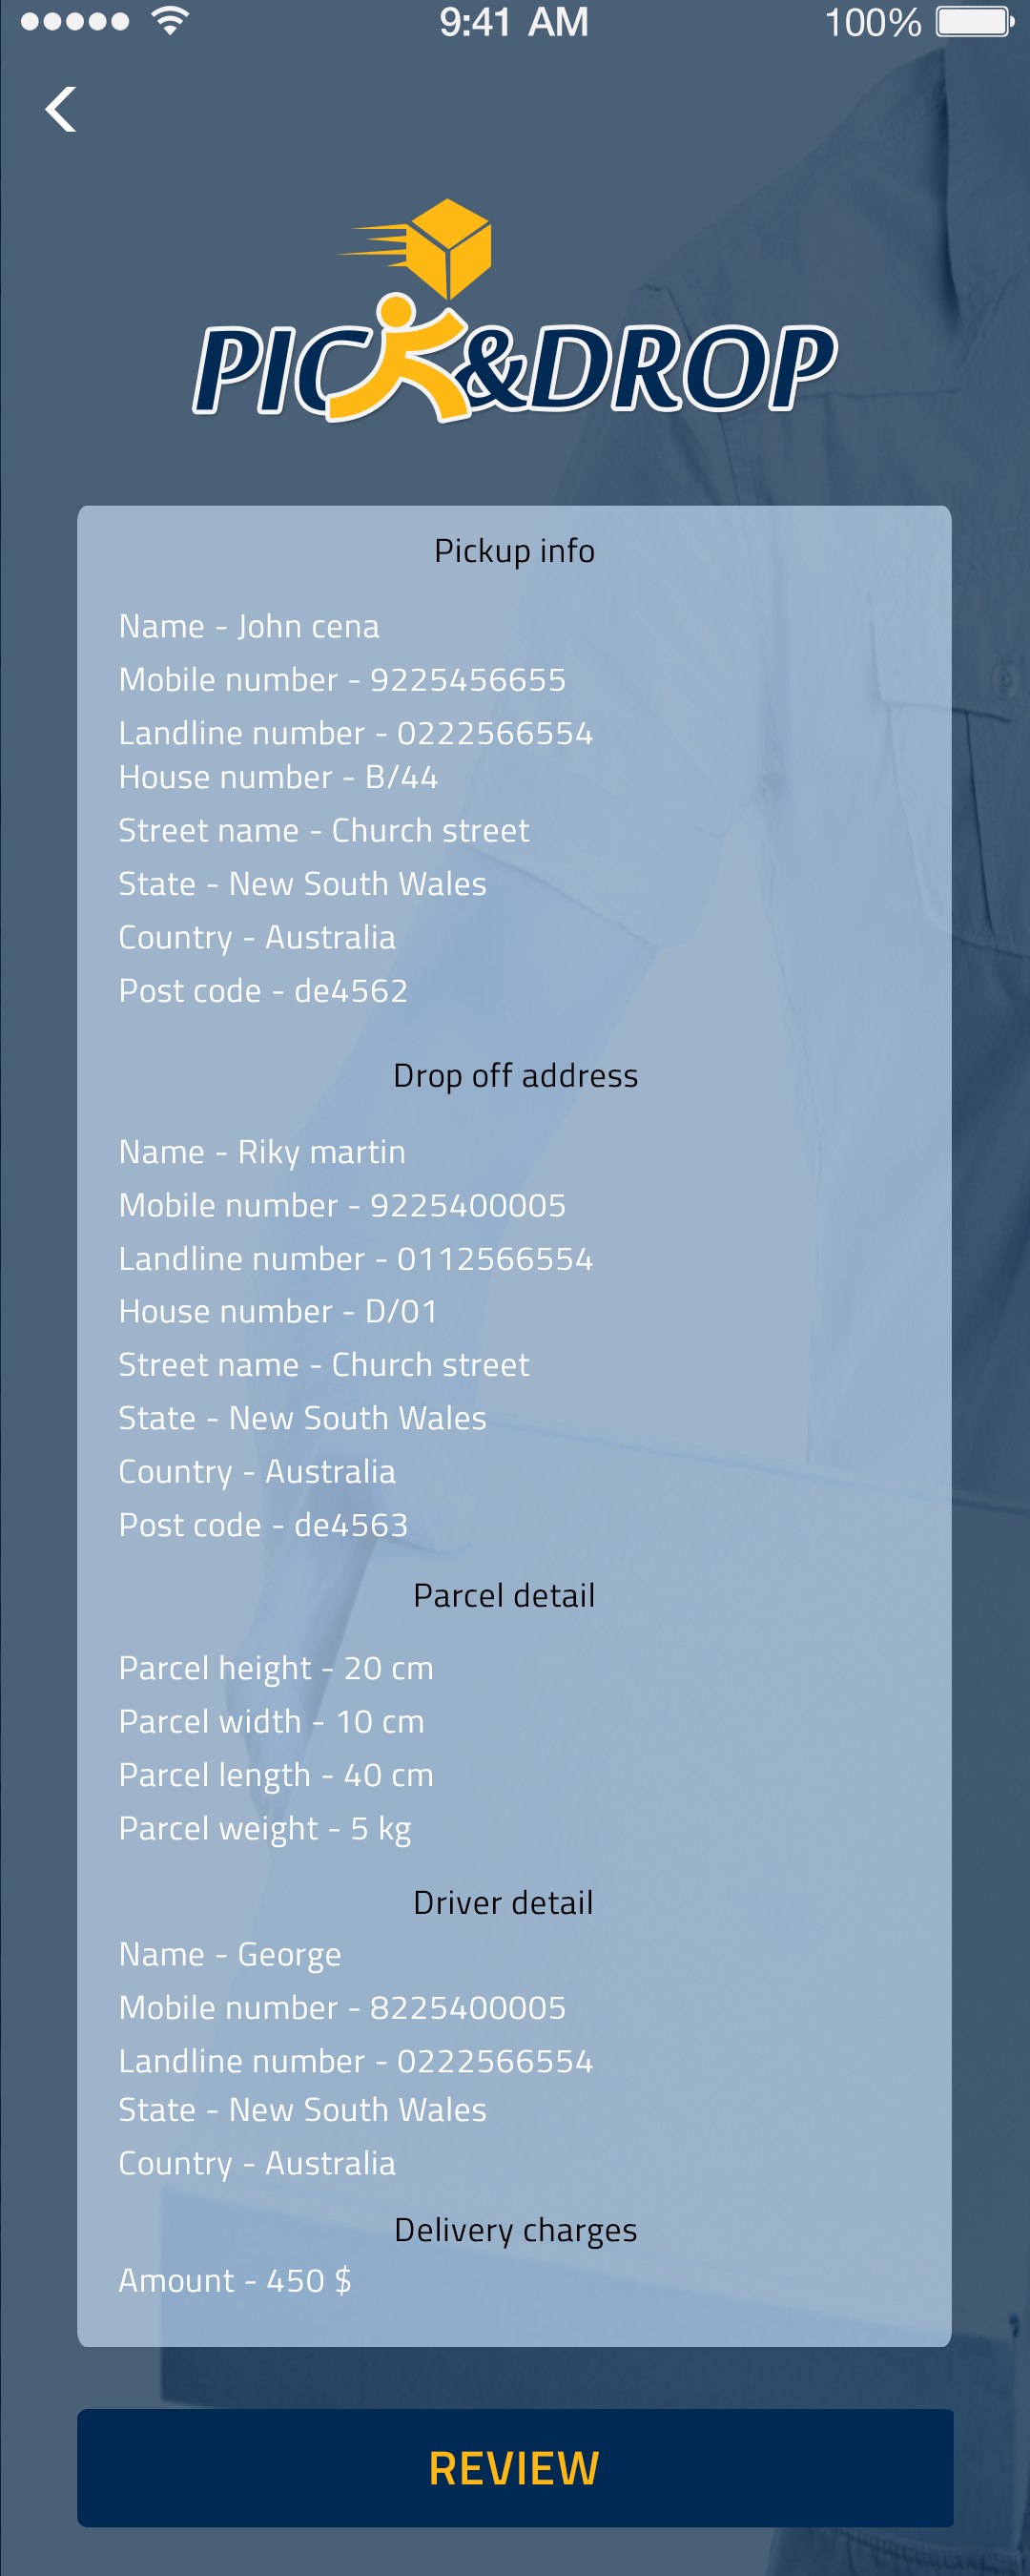 9:41 AM 100%
PICK&DROP
Pickup info
Name - John cena
Mobile number - 9225456655
Landline number - 0222566554
House number - B/44
Street name - Church street
State - New South Wales
Country - Australia
Post code - de4562
Drop off address
Name - Riky martin
Mobile number - 9225400005
Landline number - 0112566554
House number - D/01
Street name - Church street
State - New South Wales
Country - Australia
Post code - de4563
Parcel detail
Parcel height - 20 cm
Parcel width - 10 cm
Parcel length - 40 cm
Parcel weight - 5 kg
Driver detail
Name - George
Mobile number - 8225400005
Landline number - 0222566554
State - New South Wales
Country - Australia
Delivery charges
Amount - 450 $
REVIEW